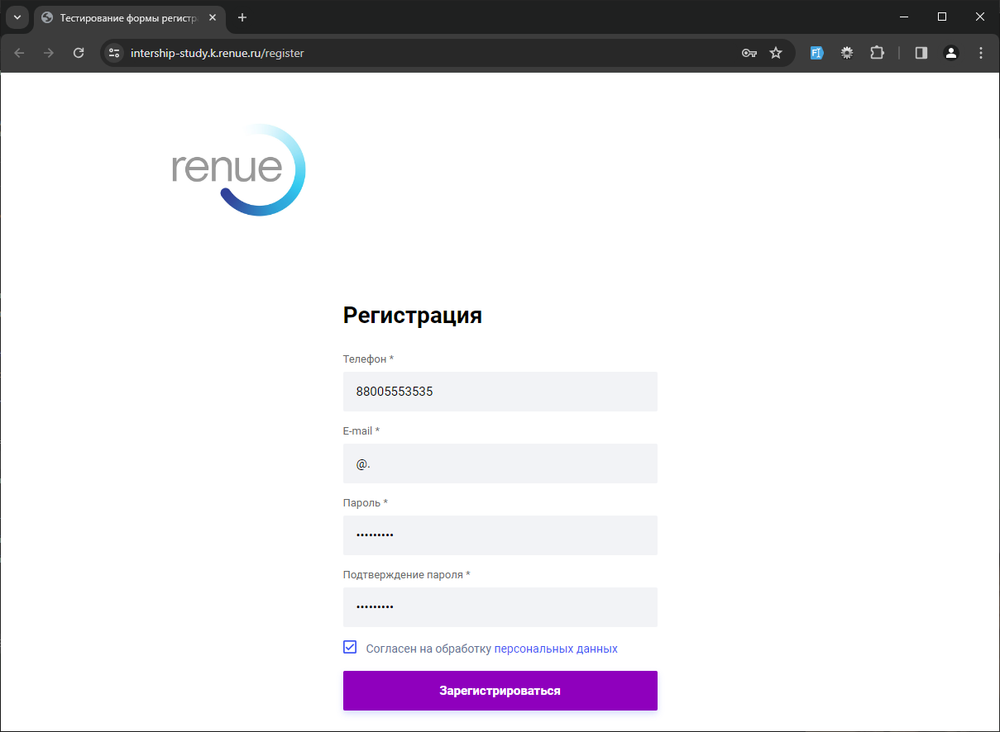 Тестирование формы регистр
intership-study.k.renue.ru/register
renue
Регистрация
Телефон *
88005553535
E-mail *
@.
Пароль *
•••••••••
Подтверждение пароля *
•••••••••
Согласен на обработку персональных данных
Зарегистрироваться